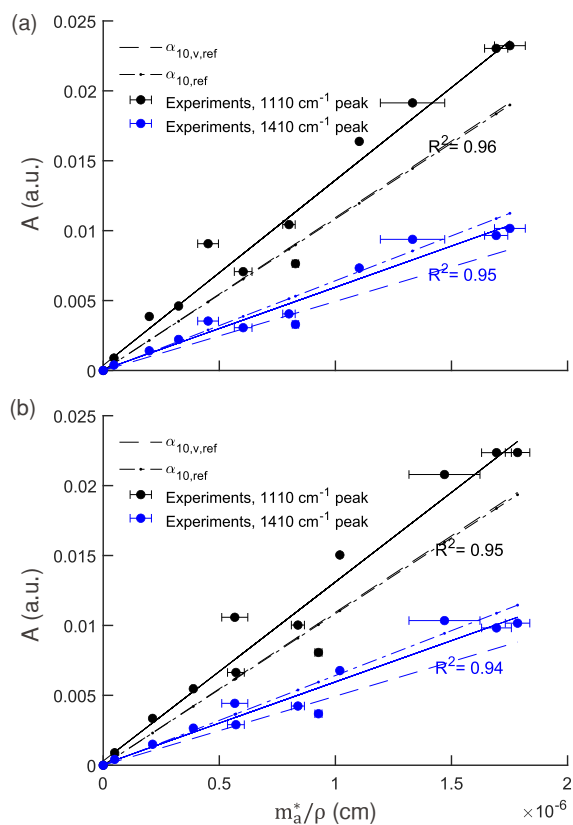 (a)
0.025
0.02
0.015
0.01
0.005
0
A (a.u.)
α10,v,ref
α10,ref
Experiments, 1110 cm-1 peak
Experiments, 1410 cm-1 peak
R2= 0.96
R2= 0.95
(b)
0.025
0.02
0.015
0.01
0.005
0
A (a.u.)
α10,v,ref
α10,ref
Experiments, 1110 cm-1 peak
Experiments, 1410 cm-1 peak
R2= 0.95
R2= 0.94
0 0.5 1 1.5 2
m*a/ρ (cm)
×10-6